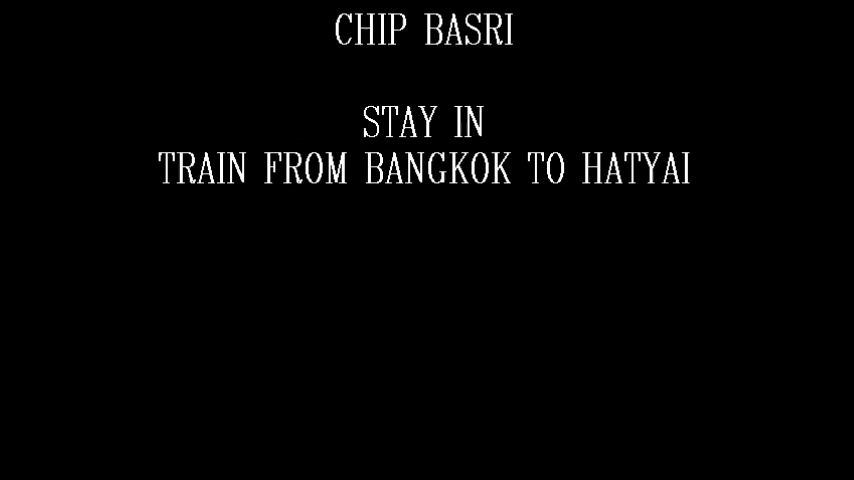 CHIP BASRI
STAY IN
TRAIN FROM BANGKOK TO HATYAI